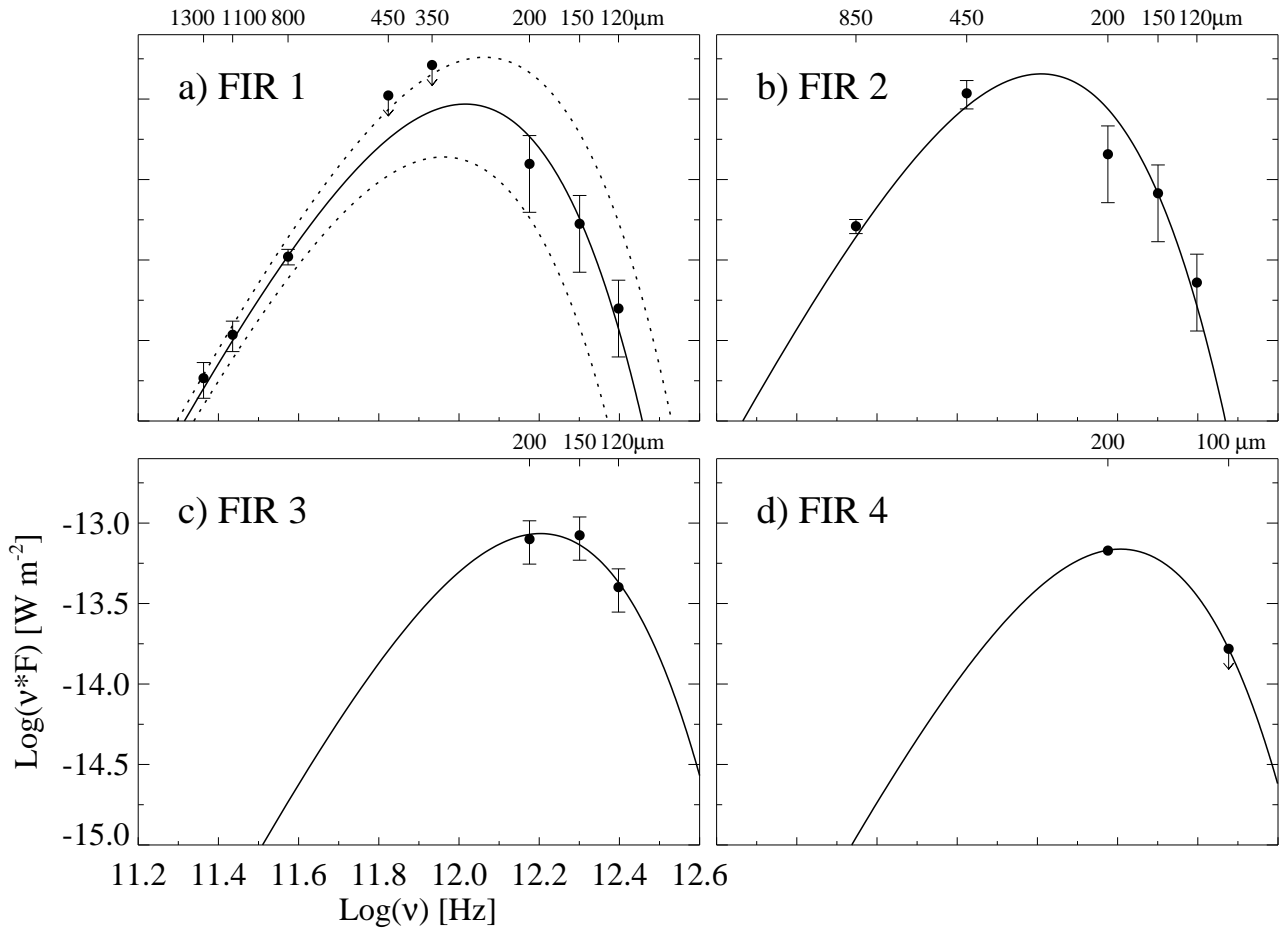 1300 1100 800 450 350 200 150 120μm
850 450 200 150 120μm
a) FIR 1
b) FIR 2
200 150 120μm
200 100 μm
c) FIR 3
d) FIR 4
Log(ν*F) [W m⁻²]
-13.0
-13.5
-14.0
-14.5
-15.0
11.2 11.4 11.6 11.8 12.0 12.2 12.4 12.6
Log(ν) [Hz]